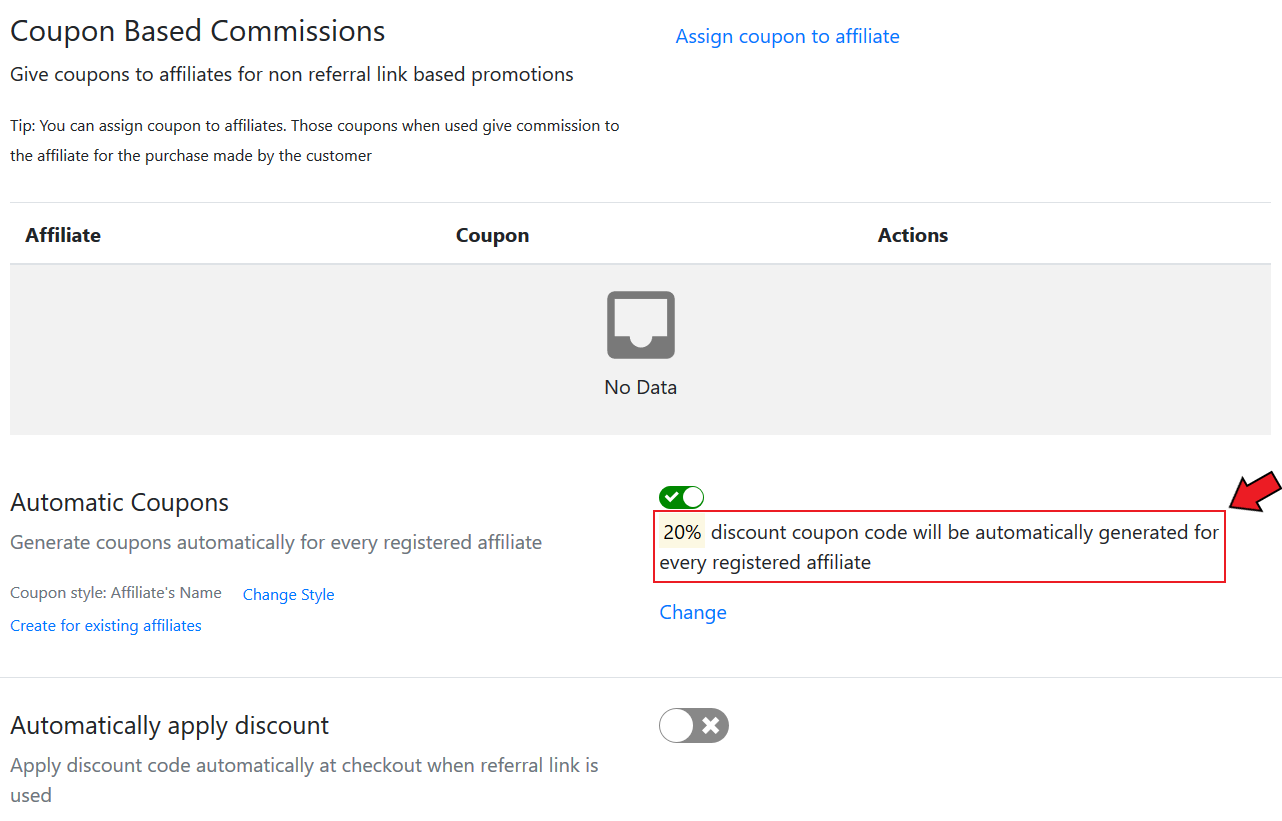 Coupon Based Commissions
Assign coupon to affiliate
Give coupons to affiliates for non referral link based promotions
Tip: You can assign coupon to affiliates. Those coupons when used give commission to
the affiliate for the purchase made by the customer
Affiliate Coupon Actions
No Data
Automatic Coupons
Generate coupons automatically for every registered affiliate
Coupon style: Affiliate's Name Change Style
Create for existing affiliates
20% discount coupon code will be automatically generated for
every registered affiliate
Change
Automatically apply discount
Apply discount code automatically at checkout when referral link is
used